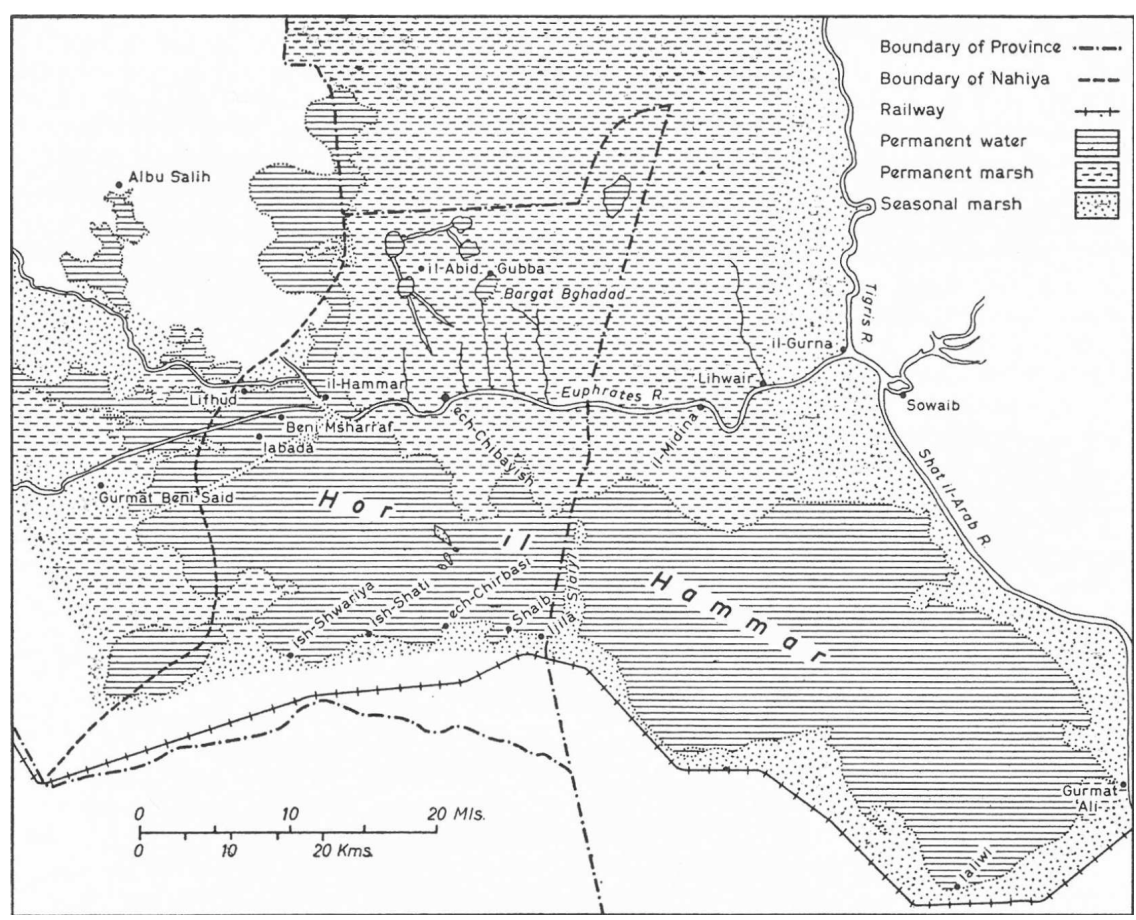 Boundary of Province
Boundary of Nahiya
Railway
Permanent water
Permanent marsh
Seasonal marsh
Albu Salih
il-Abid
Gubba
Bargat Bghadad
Tigris R.
il-Gurna
Lihwair
il-Hammar
Lifhud
Euphrates R.
Sowaib
Beni Msharraf
ech-Chibayish
il-Midina
Iabada
Gurmat Beni Said
Shat il-Arab R.
Hor
il
Hammar
Ish-Shwariya
Ish-Shati
ech-Chirbasi
Shaib
0 10 20 Mls.
0 10 20 Kms.
Gurmat
Ali